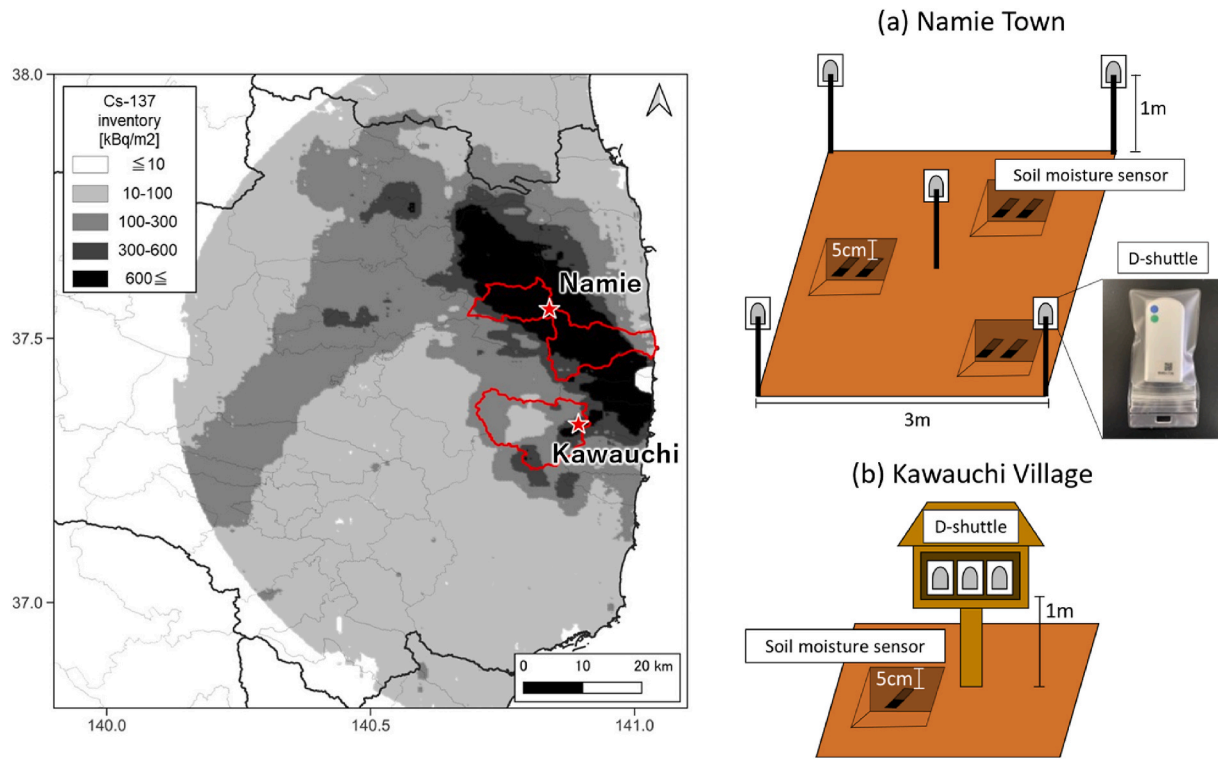 38.0
37.5
37.0
140.0
140.5
141.0
Cs-137
inventory
[kBq/m2]
≦10
10-100
100-300
300-600
600≦
Namie
Kawauchi
0 10 20 km
(a) Namie Town
1m
Soil moisture sensor
5cm
D-shuttle
3m
(b) Kawauchi Village
D-shuttle
1m
Soil moisture sensor
5cm